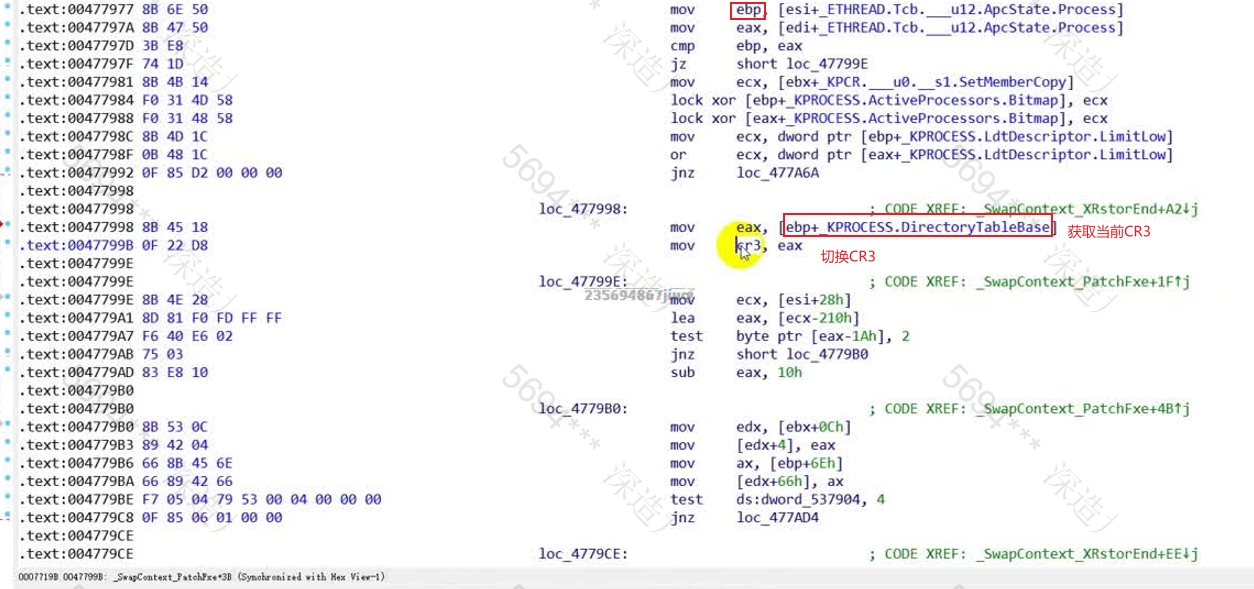 .text:00477977 8B 6E 50 mov ebp, [esi+_ETHREAD.Tcb.___u12.ApcState.Process]
.text:0047797A 8B 47 50 mov eax, [edi+_ETHREAD.Tcb.___u12.ApcState.Process]
.text:0047797D 3B E8 cmp ebp, eax
.text:0047797F 74 1D jz short loc_47799E
.text:00477981 8B 4B 14 mov ecx, [ebx+_KPCR.___u0.__s1.SetMemberCopy]
.text:00477984 F0 31 4D 58 lock xor [ebp+_KPROCESS.ActiveProcessors.Bitmap], ecx
.text:00477988 F0 31 48 58 lock xor [eax+_KPROCESS.ActiveProcessors.Bitmap], ecx
.text:0047798C 8B 4D 1C mov ecx, dword ptr [ebp+_KPROCESS.LdtDescriptor.LimitLow]
.text:0047798F 0B 48 1C or ecx, dword ptr [eax+_KPROCESS.LdtDescriptor.LimitLow]
.text:00477992 0F 85 D2 00 00 00 jnz loc_477A6A
.text:00477998
.text:00477998 loc_477998: ; CODE XREF: _SwapContext_XRstorEnd+A2↓j
.text:00477998 8B 45 18 mov eax, [ebp+_KPROCESS.DirectoryTableBase] 获取当前CR3
.text:0047799B 0F 22 D8 mov cr3, eax
切换CR3
.text:0047799E
.text:0047799E loc_47799E: ; CODE XREF: _SwapContext_PatchFxe+1F↑j
.text:0047799E 8B 4E 28 mov ecx, [esi+28h]
.text:004779A1 8D 81 F0 FD FF FF lea eax, [ecx-210h]
.text:004779A7 F6 40 E6 02 test byte ptr [eax-1Ah], 2
.text:004779AB 75 03 jnz short loc_4779B0
.text:004779AD 83 E8 10 sub eax, 10h
.text:004779B0
.text:004779B0 loc_4779B0: ; CODE XREF: _SwapContext_PatchFxe+4B↑j
.text:004779B0 8B 53 0C mov edx, [ebx+0Ch]
.text:004779B3 89 42 04 mov [edx+4], eax
.text:004779B6 66 8B 45 6E mov ax, [ebp+6Eh]
.text:004779BA 66 89 42 66 mov [edx+66h], ax
.text:004779BE F7 05 04 79 53 00 04 00 00 00 test ds:dword_537904, 4
.text:004779C8 0F 85 06 01 00 00 jnz loc_477AD4
.text:004779CE
.text:004779CE loc_4779CE: ; CODE XREF: _SwapContext_XRstorEnd+EE↓j
0007719B 0047799B: _SwapContext_PatchFxe+3B (Synchronized with Hex View-1)
5694***
深造）
5694***
深造）